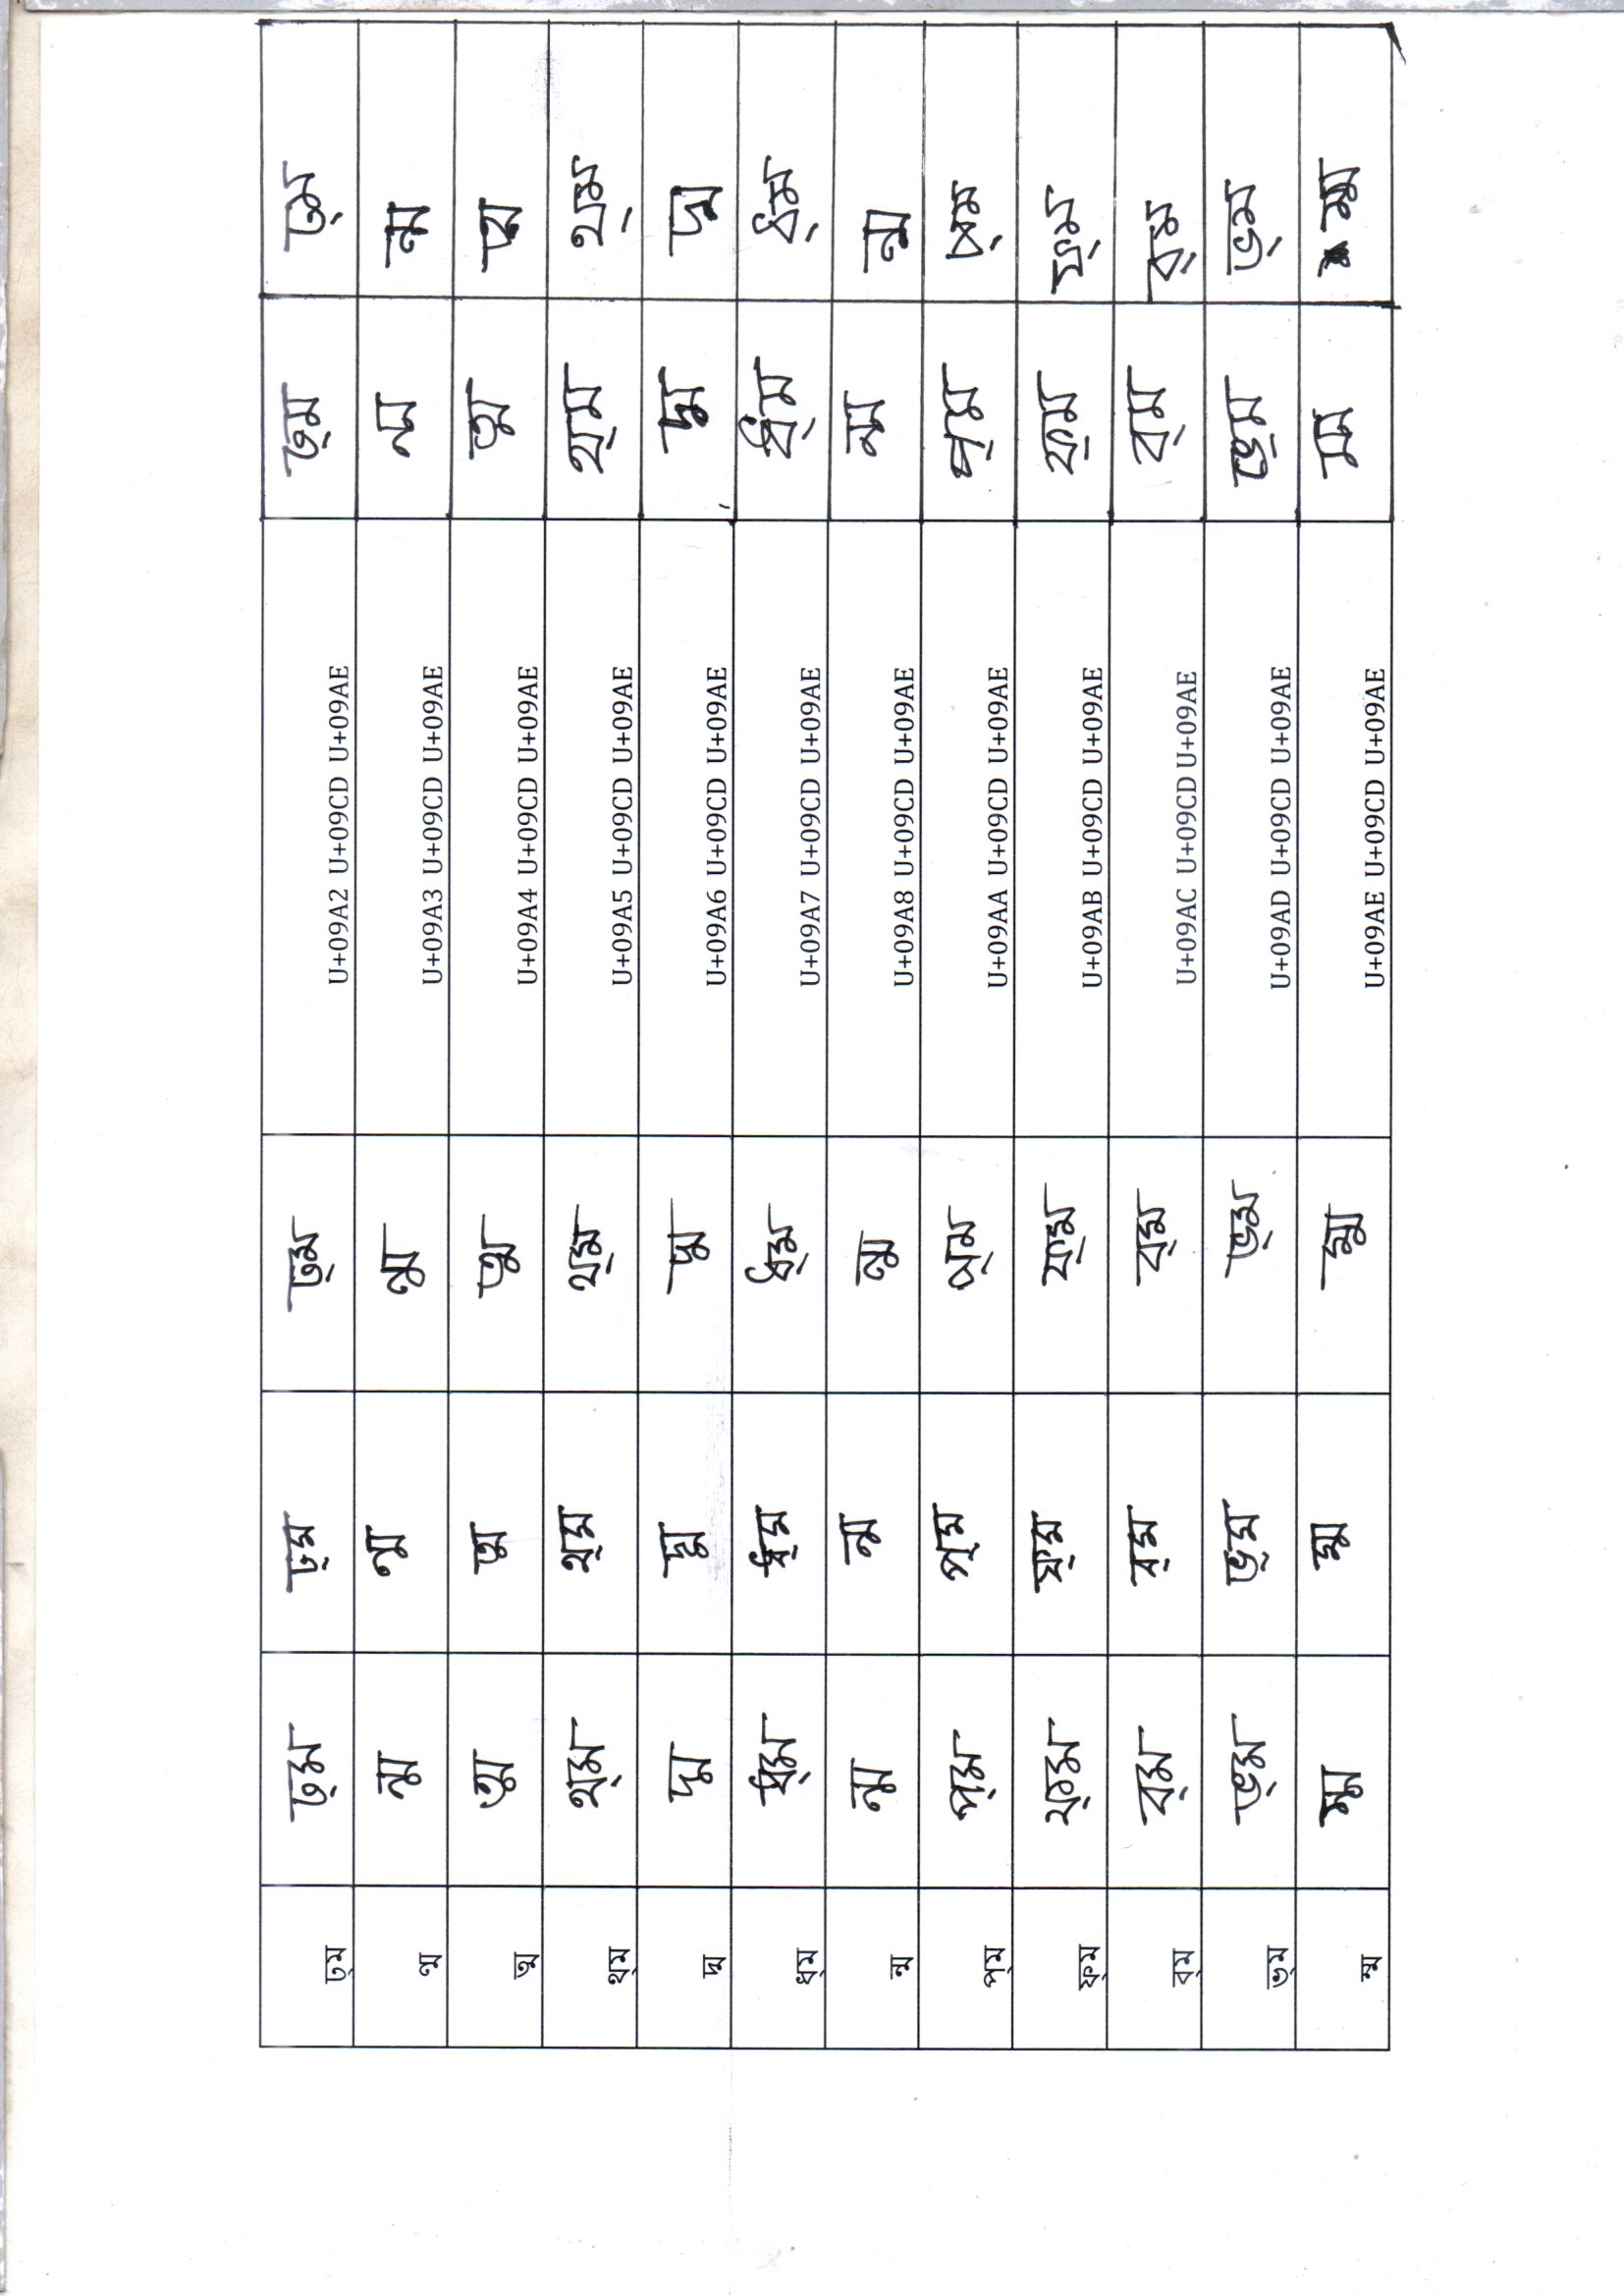 ঢ্ম ঢ্ম ঢ্ম ঢ্ম U+09A2 U+09CD U+09AE ঢ্ম ঢ্ম
ণ্ম ন্ম ন্ম ন্ম U+09A3 U+09CD U+09AE ন্ম ন্ম
ত্ম ত্ম ত্ম ত্ম U+09A4 U+09CD U+09AE ত্ম ত্ম
থ্ম থ্ম থ্ম থ্ম U+09A5 U+09CD U+09AE থ্ম থ্ম
দ্ম দ্ম দ্ম দ্ম U+09A6 U+09CD U+09AE দ্ম দ্ম
ধ্ম ধ্ম ধ্ম ধ্ম U+09A7 U+09CD U+09AE ধ্ম ধ্ম
ন্ম ন্ম ন্ম ন্ম U+09A8 U+09CD U+09AE ন্ম ন্ম
প্ম প্ম প্ম প্ম U+09AA U+09CD U+09AE প্ম প্ম
ফ্ম ফ্ম ফ্ম ফ্ম U+09AB U+09CD U+09AE ফ্ম ফ্ম
ব্ম ব্ম ব্ম ব্ম U+09AC U+09CD U+09AE ব্ম ব্ম
ভ্ম ভ্ম ভ্ম ভ্ম U+09AD U+09CD U+09AE ভ্ম ভ্ম
ম্ম ম্ম ম্ম ম্ম U+09AE U+09CD U+09AE ম্ম ম্ম